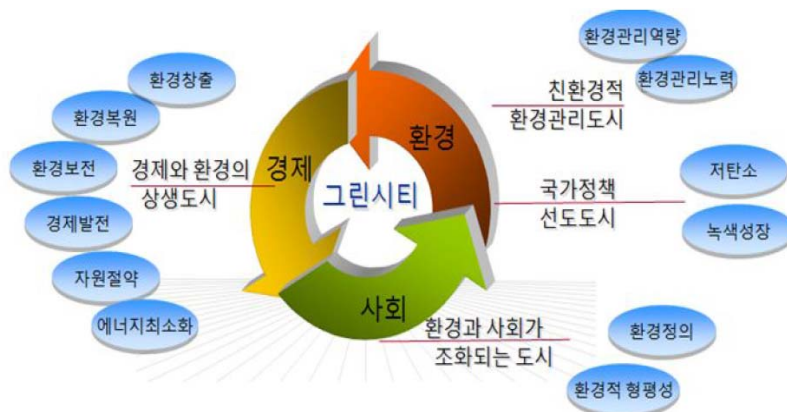 환경창출
환경복원
환경보전
경제발전
자원절약
에너지최소화
경제와 환경의
상생도시
경제
환경
그린시티
사회
환경관리역량
환경관리노력
친환경적
환경관리도시
국가정책
선도도시
저탄소
녹색성장
환경과 사회가
조화되는 도시
환경정의
환경적 형평성